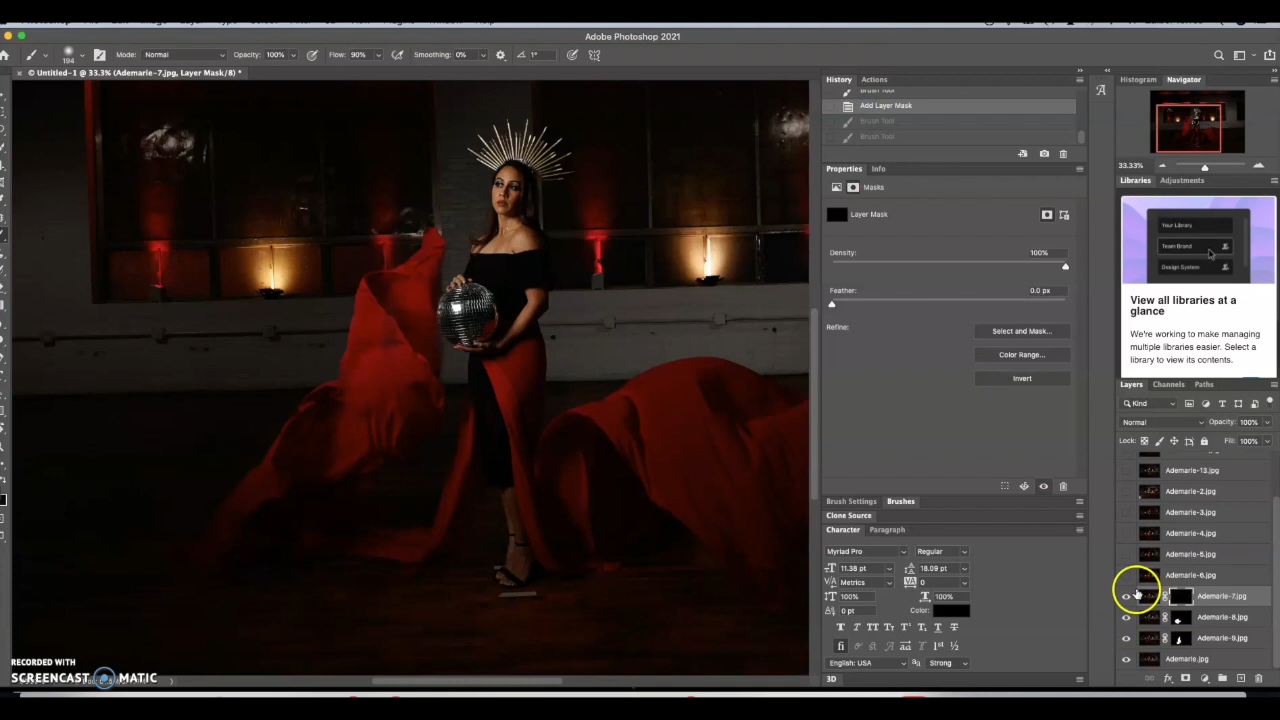 Adobe Photoshop 2021
Mode: Normal Opacity: 100% Flow: 90% Smoothing: 0% 1°
© Untitled-1 @ 33.3% (Ademarie-7.jpg, Layer Mask/8) *
History Actions
Brush Tool
Add Layer Mask
Brush Tool
Brush Tool
Properties Info
Masks
Layer Mask
Density: 100%
Feather: 0.0 px
Refine: Select and Mask...
Color Range...
Invert
Brush Settings Brushes
Clone Source
Character Paragraph
Myriad Pro Regular
11.38 pt 18.09 pt
Metrics 0
100% 100%
0 pt Color:
English: USA Strong
3D
194
Histogram Navigator
33.33%
Libraries Adjustments
Your Library
Team Brand
Design System
View all libraries at a
glance
We're working to make managing
multiple libraries easier. Select a
library to view its contents.
Layers Channels Paths
Kind
Normal Opacity: 100%
Lock: Fill: 100%
Ademarie-13.jpg
Ademarie-2.jpg
Ademarie-3.jpg
Ademarie-4.jpg
Ademarie-5.jpg
Ademarie-6.jpg
Ademarie-7.jpg
Ademarie-8.jpg
Ademarie-9.jpg
Ademarie.jpg
RECORDED WITH
SCREENCAST MATIC